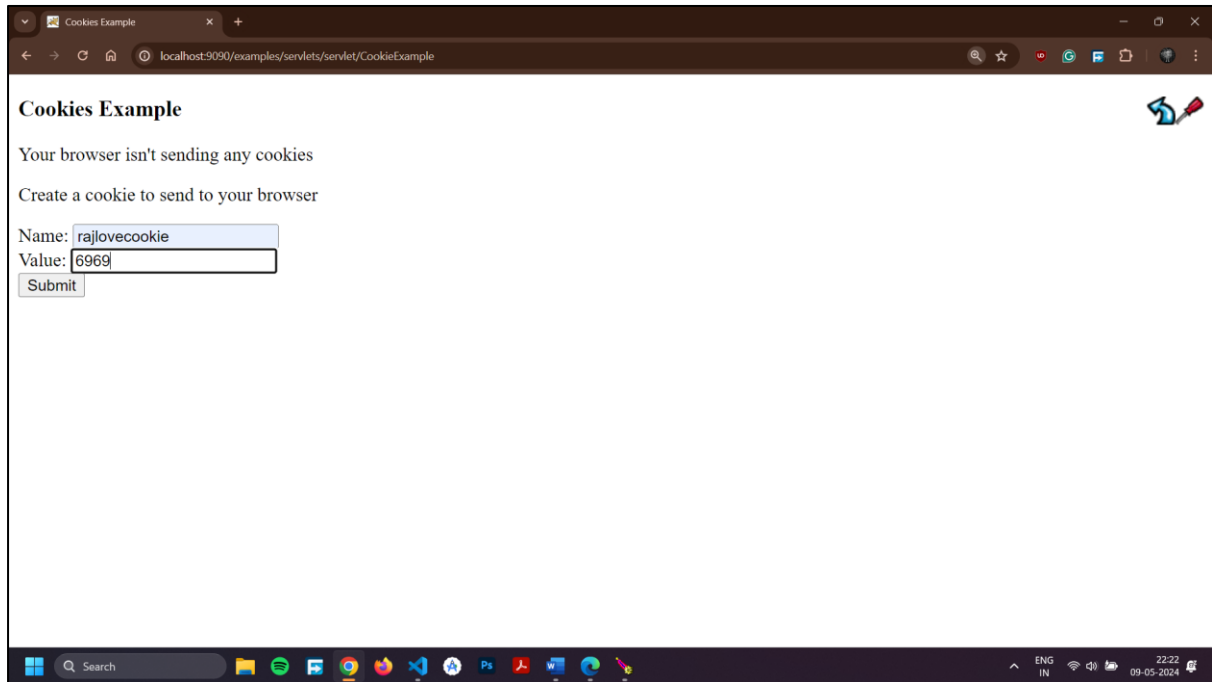 Cookies Example
localhost:9090/examples/servlets/servlet/CookieExample
Cookies Example
Your browser isn't sending any cookies
Create a cookie to send to your browser
Name: rajlovecookie
Value: 6969
Submit
Search
Ps
ENG
IN
22:22
09-05-2024